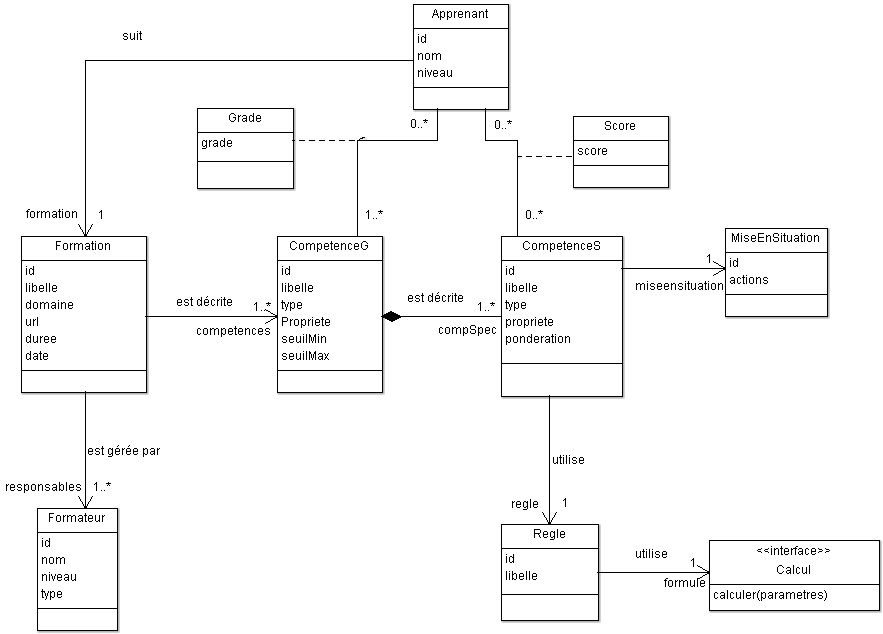 Apprenant
id
nom
niveau
suit
0..*
0..*
Grade
grade
Score
score
formation 1
1..*
0..*
Formation
id
libelle
domaine
url
duree
date
est décrite
1..*
competences
CompetenceG
id
libelle
type
Propriete
seuilMin
seuilMax
est décrite
1..*
compSpec
CompetenceS
id
libelle
type
propriete
ponderation
1
miseensituation
MiseEnSituation
id
actions
est gérée par
responsables 1..*
Formateur
id
nom
niveau
type
utilise
regle 1
Regle
id
libelle
utilise
1
formule
<<interface>>
Calcul
calculer(parametres)